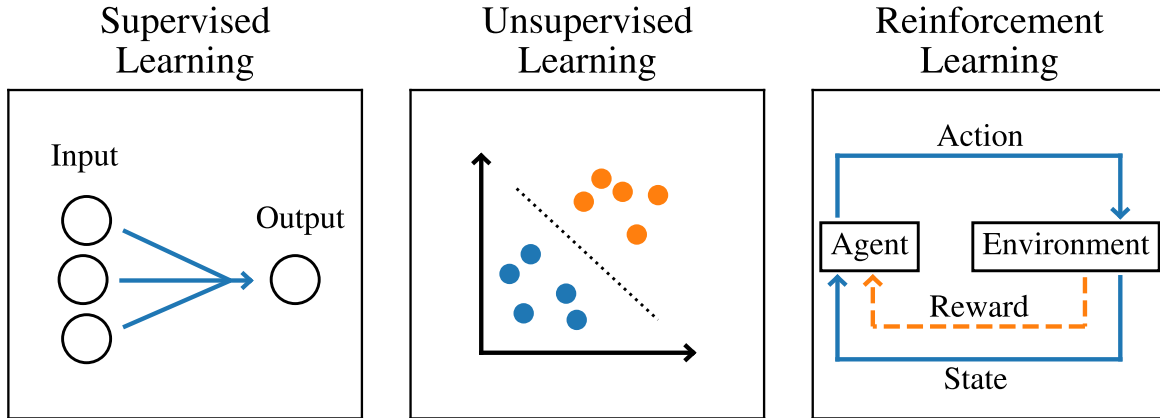 Supervised
Learning
Unsupervised
Learning
Reinforcement
Learning
Input
Output
Action
Agent
Environment
Reward
State